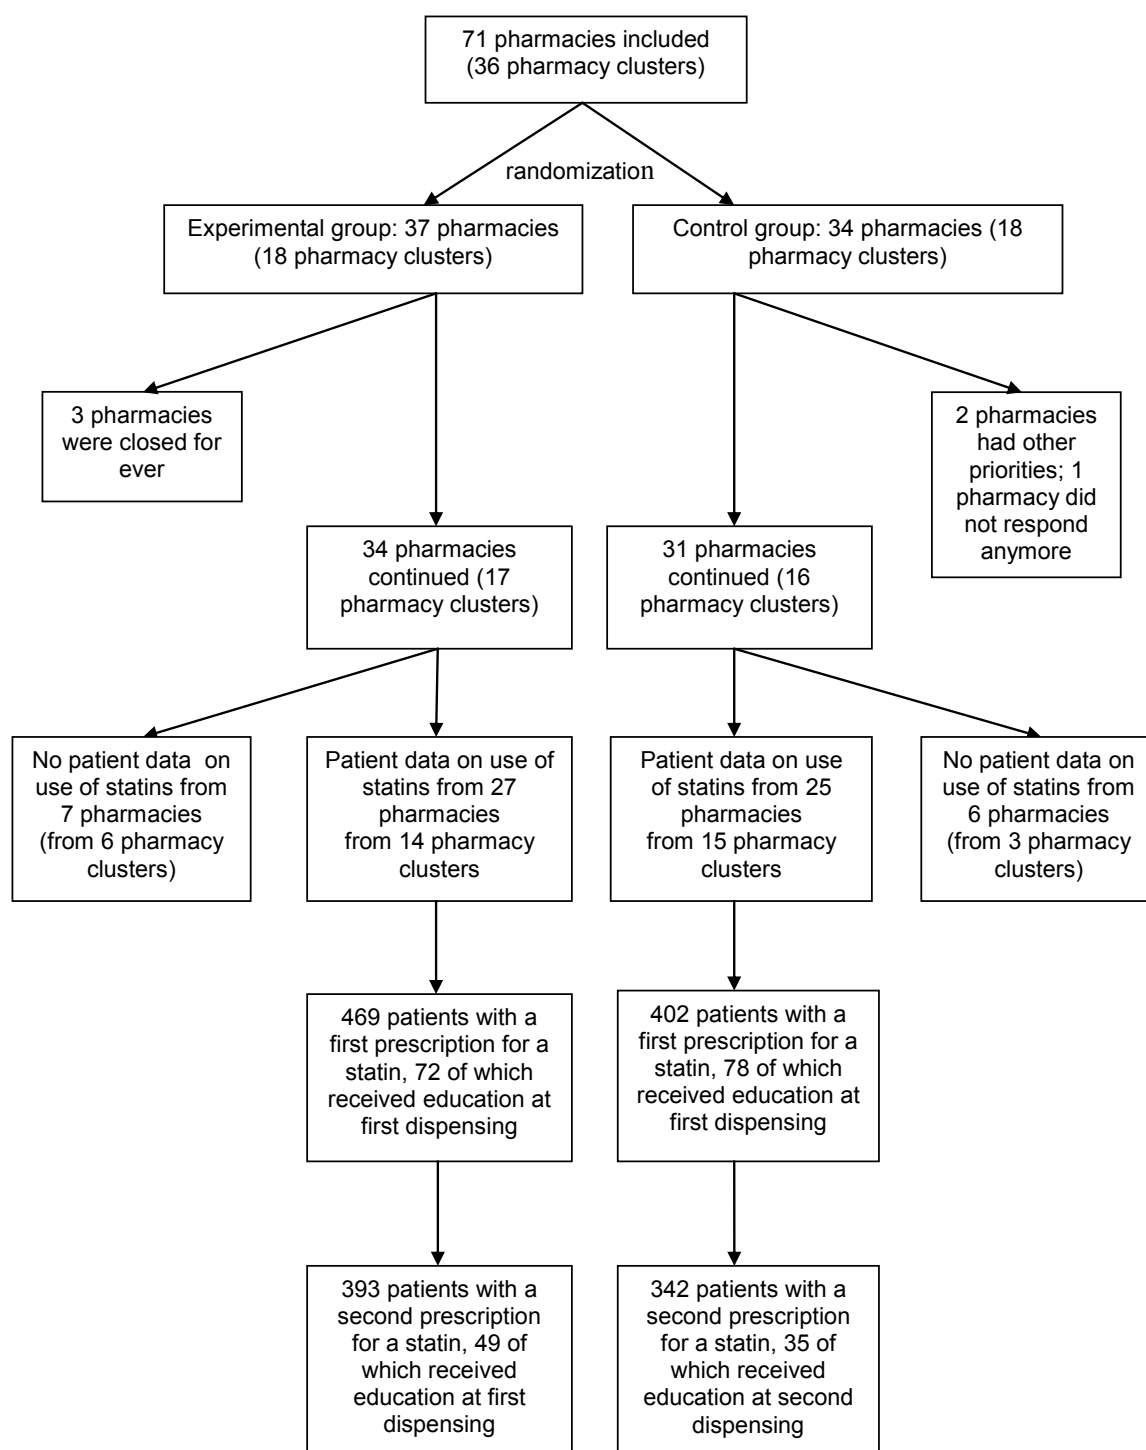 71 pharmacies included
(36 pharmacy clusters)
randomization
Experimental group: 37 pharmacies
(18 pharmacy clusters)
Control group: 34 pharmacies (18
pharmacy clusters)
3 pharmacies
were closed for
ever
2 pharmacies
had other
priorities; 1
pharmacy did
not respond
anymore
34 pharmacies
continued (17
pharmacy clusters)
31 pharmacies
continued (16
pharmacy clusters)
No patient data on
use of statins from
7 pharmacies
(from 6 pharmacy
clusters)
Patient data on use of
statins from 27
pharmacies
from 14 pharmacy
clusters
Patient data on use
of statins from 25
pharmacies
from 15 pharmacy
clusters
No patient data on
use of statins from
6 pharmacies
(from 3 pharmacy
clusters)
469 patients with a
first prescription for a
statin, 72 of which
received education at
first dispensing
402 patients with a
first prescription for a
statin, 78 of which
received education at
first dispensing
393 patients with a
second prescription
for a statin, 49 of
which received
education at first
dispensing
342 patients with a
second prescription
for a statin, 35 of
which received
education at second
dispensing